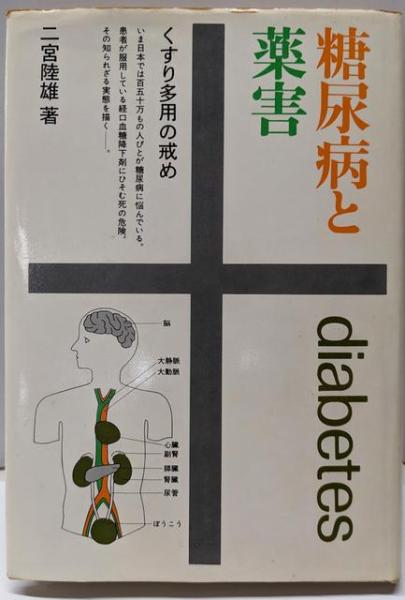 糖尿病と
薬害
diabetes
くすり多用の戒め
いま日本では百五十万もの人びとが糖尿病に悩んでいる。
患者が服用している経口血糖降下剤にひそむ死の危険。
その知られざる実態を描く——。
二宮陸雄 著
脳
大静脈
大動脈
心臓
副腎
膵臓
腎臓
尿管
ぼうこう